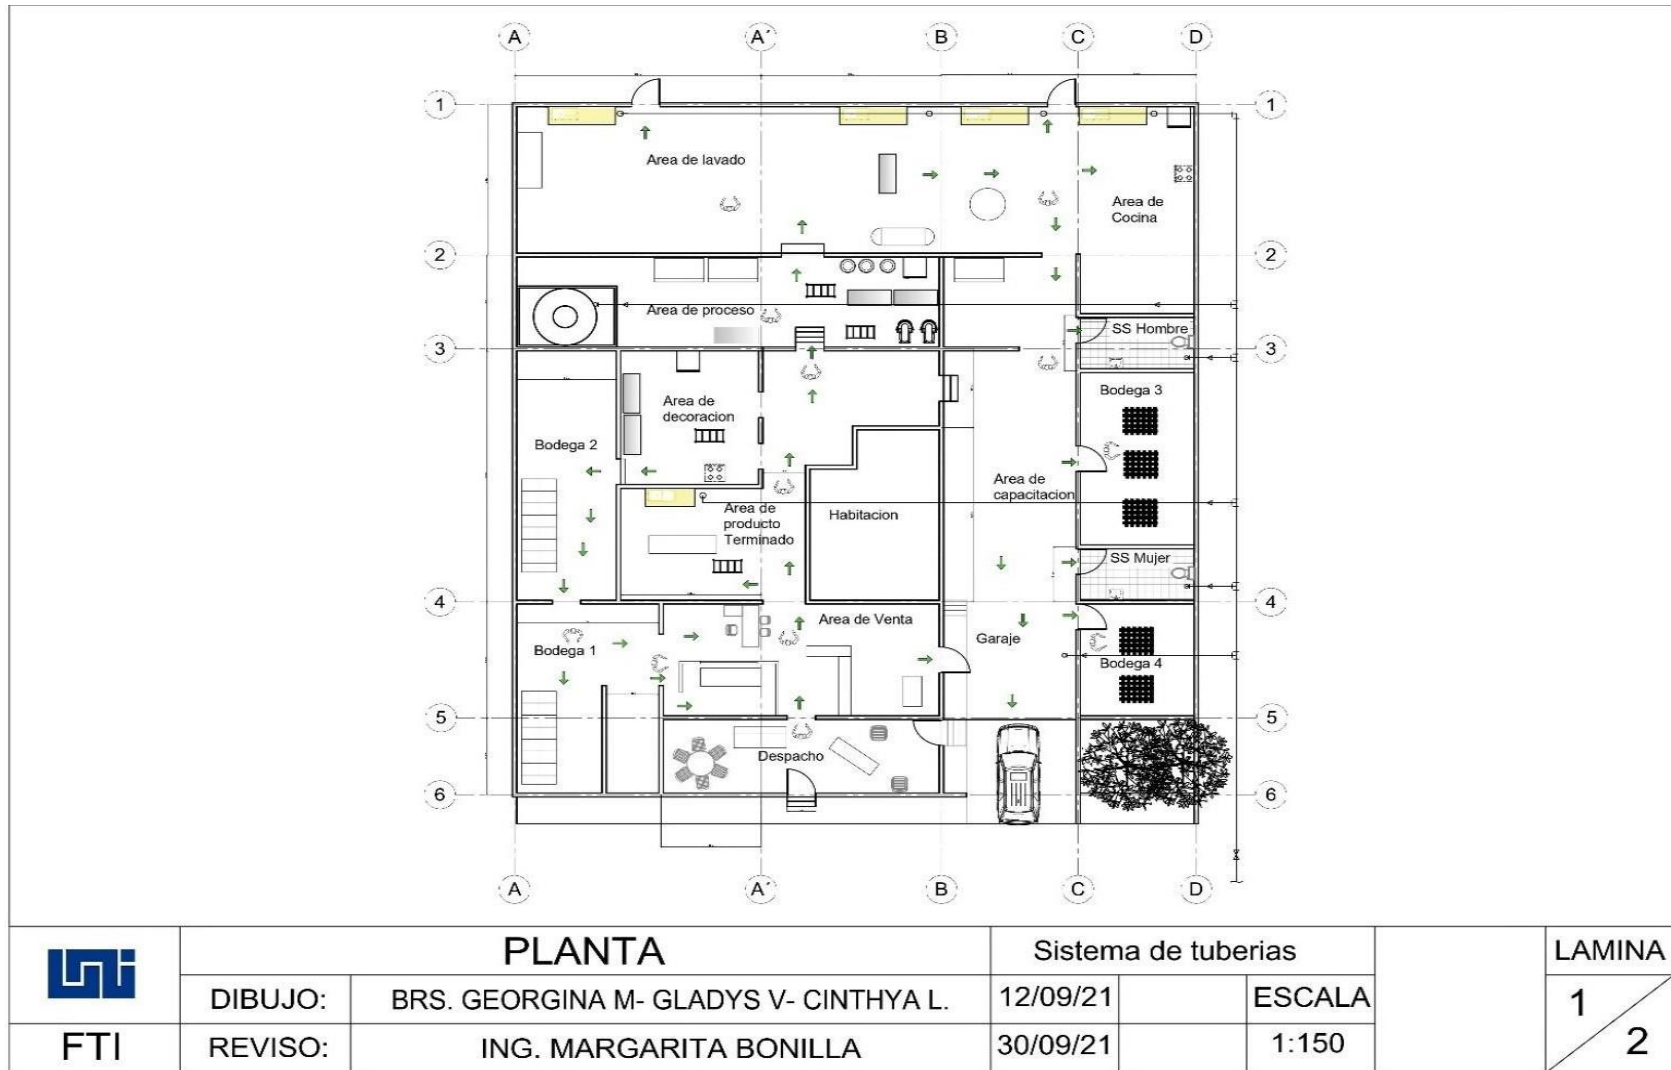 A A´ B C D
1 1
Area de lavado
Area de
Cocina
2 2
Area de proceso
SS Hombre
3 3
Bodega 3
Area de
decoracion
Bodega 2
Area de
capacitacion
Area de
producto
Terminado
Habitacion
SS Mujer
4 4
Area de Venta
Garaje
Bodega 1
Bodega 4
5 5
Despacho
6 6
A A´ B C D
uni
FTI
PLANTA
DIBUJO: BRS. GEORGINA M- GLADYS V- CINTHYA L.
REVISO: ING. MARGARITA BONILLA
Sistema de tuberias
12/09/21 ESCALA
30/09/21 1:150
LAMINA
1
2